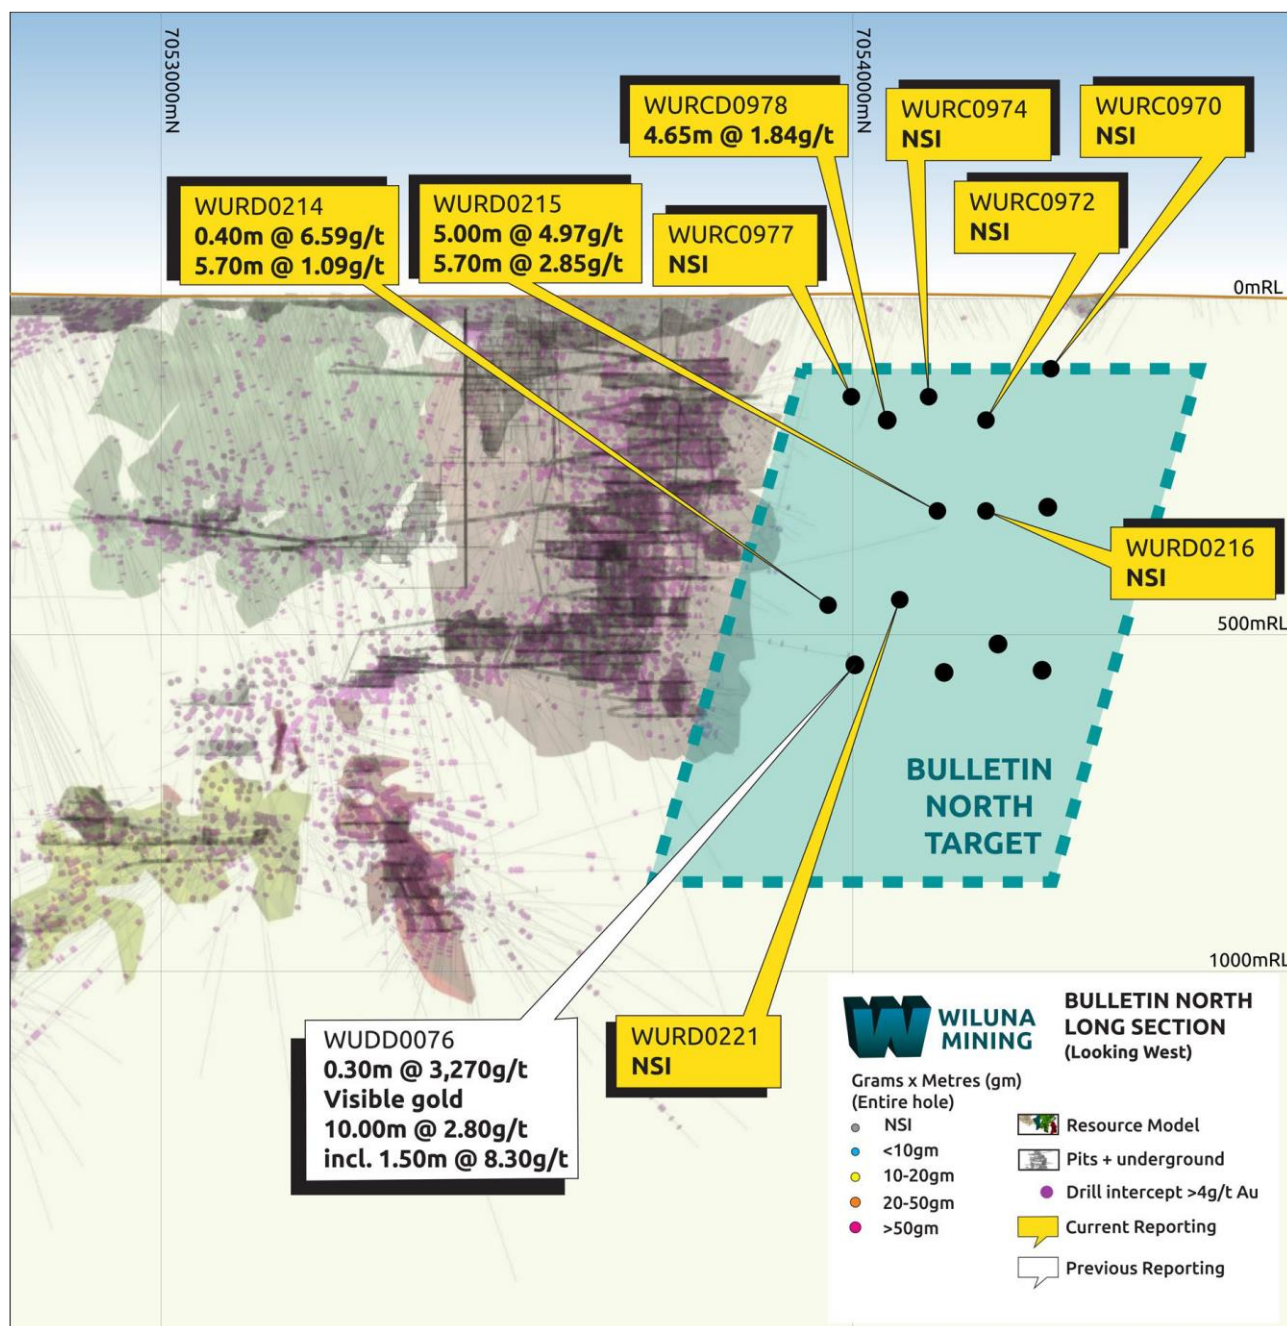 7053000mN
7054000mN
WURCD0978
4.65m @ 1.84g/t
WURC0974
NSI
WURC0970
NSI
WURD0214
0.40m @ 6.59g/t
5.70m @ 1.09g/t
WURD0215
5.00m @ 4.97g/t
5.70m @ 2.85g/t
WURC0977
NSI
WURC0972
NSI
0mRL
WURD0216
NSI
500mRL
BULLETIN
NORTH
TARGET
1000mRL
WUDD0076
0.30m @ 3,270g/t
Visible gold
10.00m @ 2.80g/t
incl. 1.50m @ 8.30g/t
WURD0221
NSI
WILUNA
MINING
BULLETIN NORTH
LONG SECTION
(Looking West)
Grams x Metres (gm)
(Entire hole)
NSI
<10gm
10-20gm
20-50gm
>50gm
Resource Model
Pits + underground
Drill intercept >4g/t Au
Current Reporting
Previous Reporting